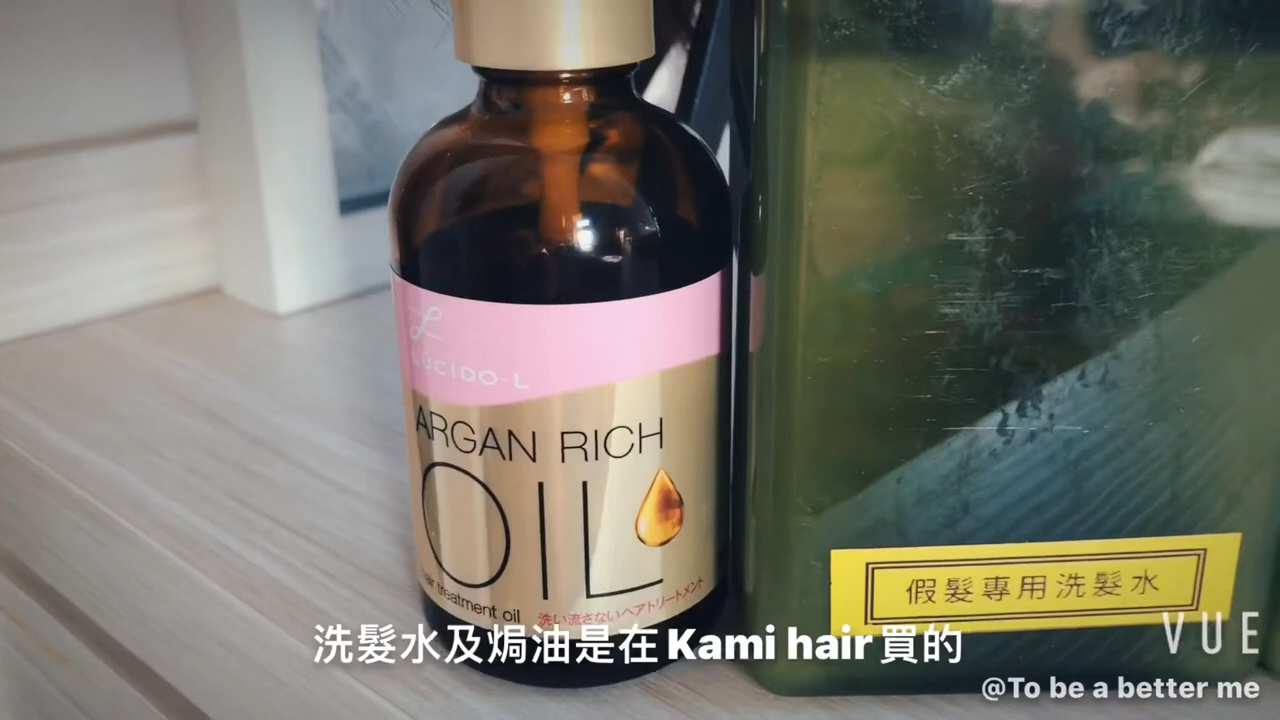 LUCIDO-L
ARGAN RICH
OIL
hair treatment oil
洗い流さないヘアトリートメント
假髮專用洗髮水
洗髮水及焗油是在 Kami hair 買的
VUE
@To be a better me